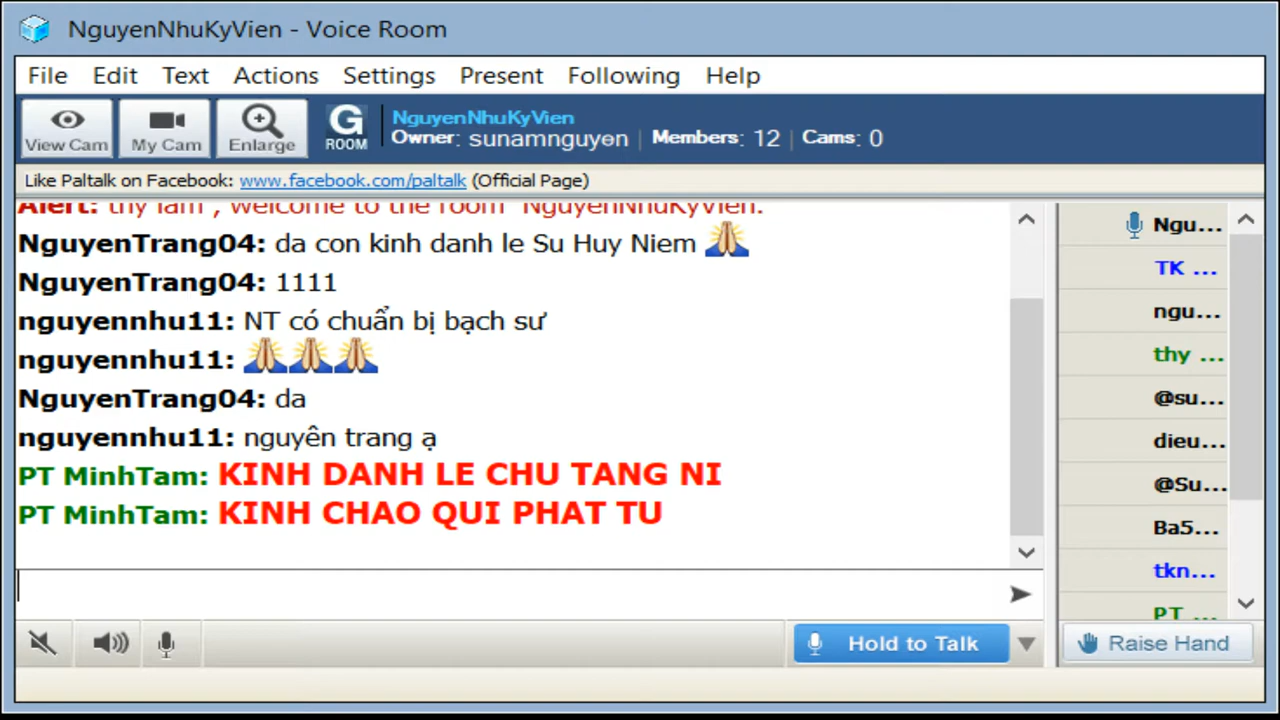 NguyenNhuKyVien - Voice Room
File Edit Text Actions Settings Present Following Help
View Cam
My Cam
Enlarge
G ROOM
NguyenNhuKyVien
Owner: sunamnguyen | Members: 12 | Cams: 0
Like Paltalk on Facebook: www.facebook.com/paltalk (Official Page)
Alert: thy lam , welcome to the room "NguyenNhuKyVien.
NguyenTrang04: da con kinh danh le Su Huy Niem
NguyenTrang04: 1111
nguyennhu11: NT có chuẩn bị bạch sư
nguyennhu11:
NguyenTrang04: da
nguyennhu11: nguyên trang ạ
PT MinhTam: KINH DANH LE CHU TANG NI
PT MinhTam: KINH CHAO QUI PHAT TU
Ngu...
TK ...
ngu...
thy ...
@su...
dieu...
@Su...
Ba5...
tkn...
PT ...
Hold to Talk
Raise Hand